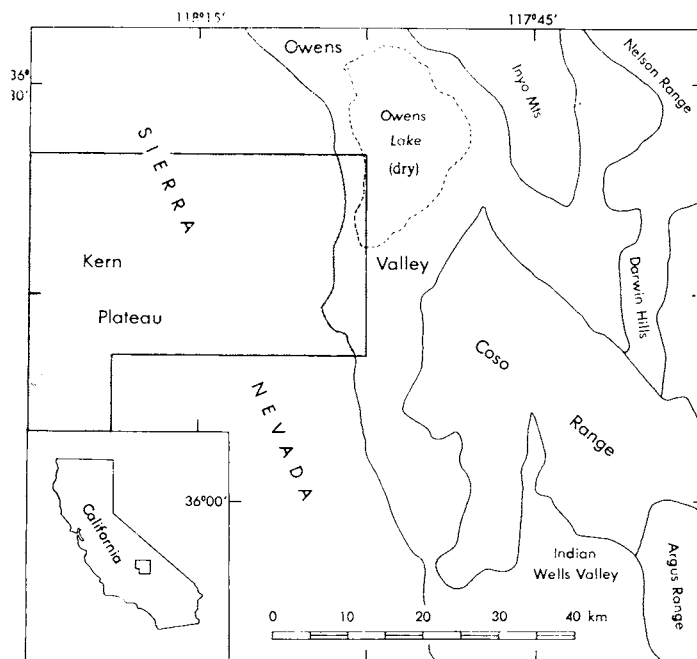 118°15'
117°45'
36°
30'
Owens
Inyo Mts
Nelson Range
Owens
Lake
(dry)
SIERRA
Kern
Plateau
Valley
Darwin Hills
Coso
Range
NEVADA
36°00'
California
Indian
Wells Valley
Argus Range
0 10 20 30 40 km